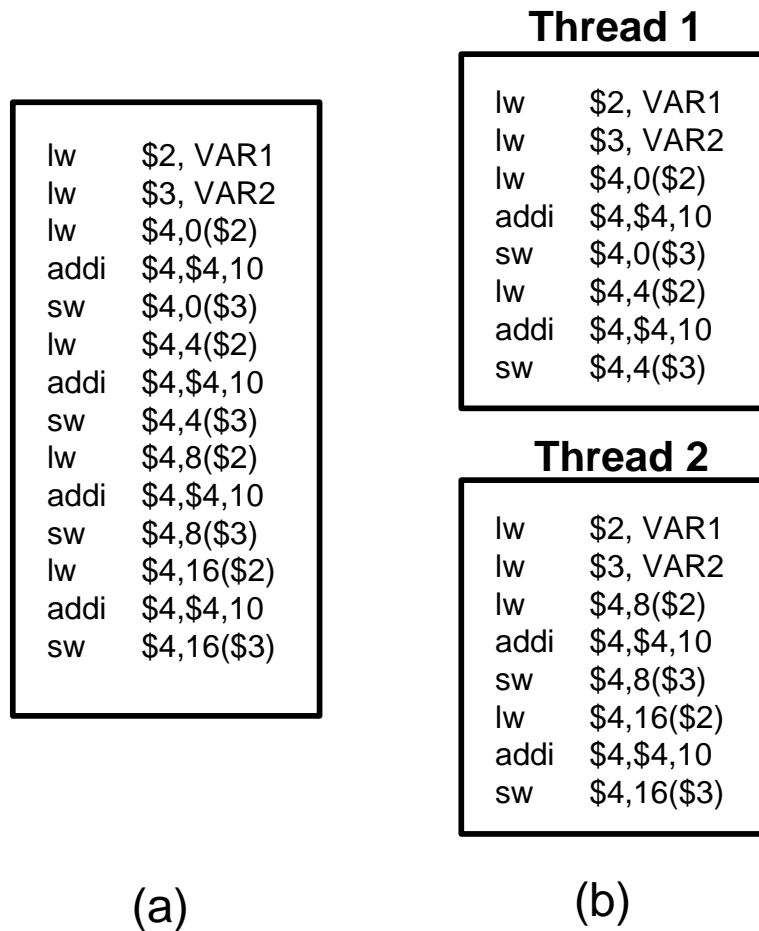 lw $2, VAR1
lw $3, VAR2
lw $4,0($2)
addi $4,$4,10
sw $4,0($3)
lw $4,4($2)
addi $4,$4,10
sw $4,4($3)
lw $4,8($2)
addi $4,$4,10
sw $4,8($3)
lw $4,16($2)
addi $4,$4,10
sw $4,16($3)
(a)
Thread 1
lw $2, VAR1
lw $3, VAR2
lw $4,0($2)
addi $4,$4,10
sw $4,0($3)
lw $4,4($2)
addi $4,$4,10
sw $4,4($3)
Thread 2
lw $2, VAR1
lw $3, VAR2
lw $4,8($2)
addi $4,$4,10
sw $4,8($3)
lw $4,16($2)
addi $4,$4,10
sw $4,16($3)
(b)